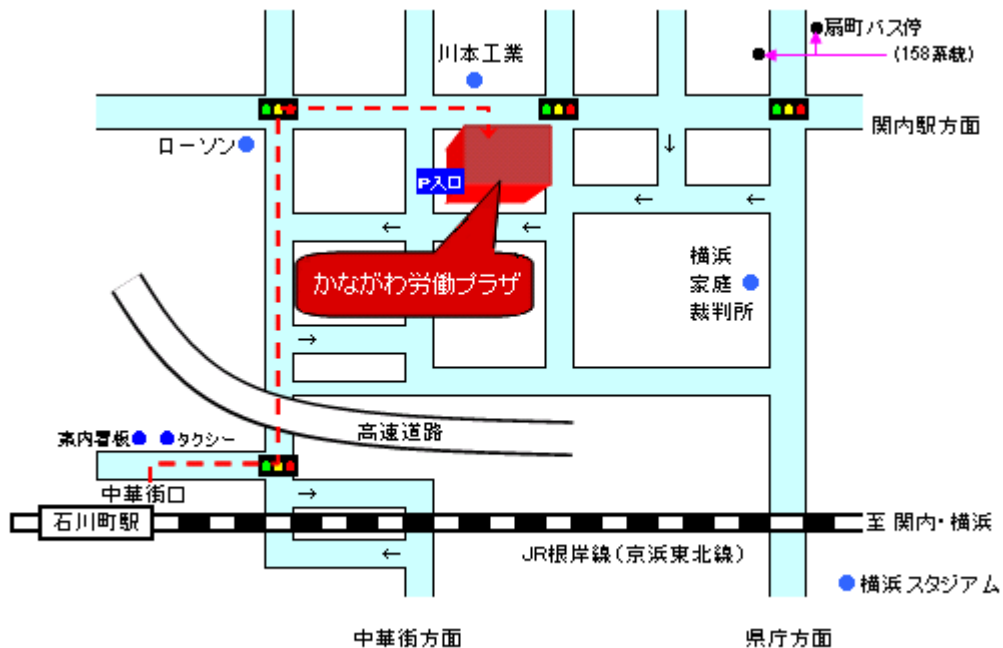 扇町バス停
(158系統)
川本工業
関内駅方面
ローソン
P入口
かながわ労働プラザ
横浜
家庭
裁判所
高速道路
案内看板
タクシー
中華街口
石川町駅
至 関内・横浜
JR根岸線(京浜東北線)
横浜スタジアム
中華街方面
県庁方面